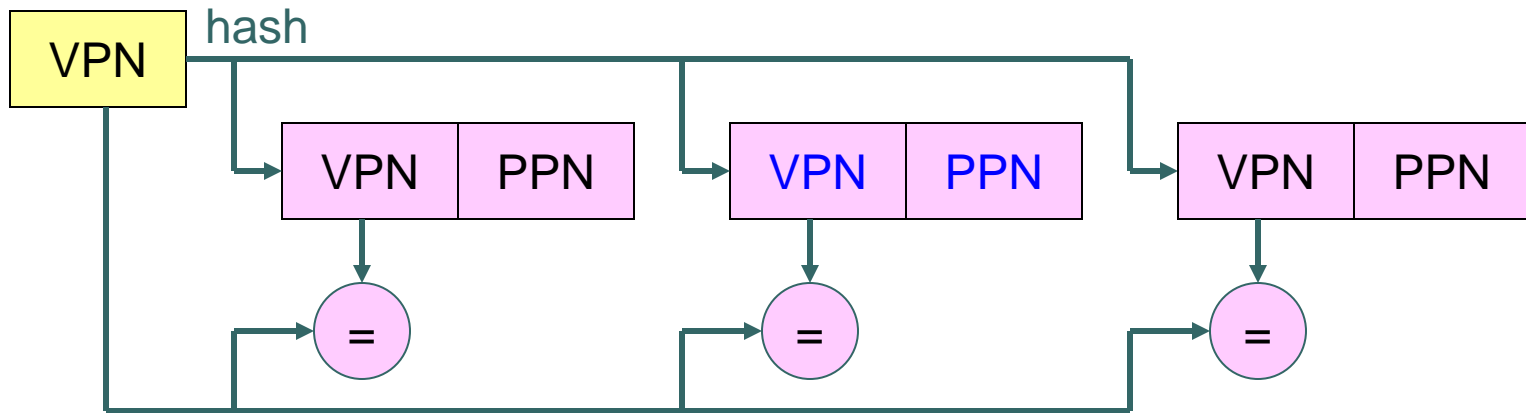 hash
VPN
VPN PPN
VPN PPN
VPN PPN
=
=
=